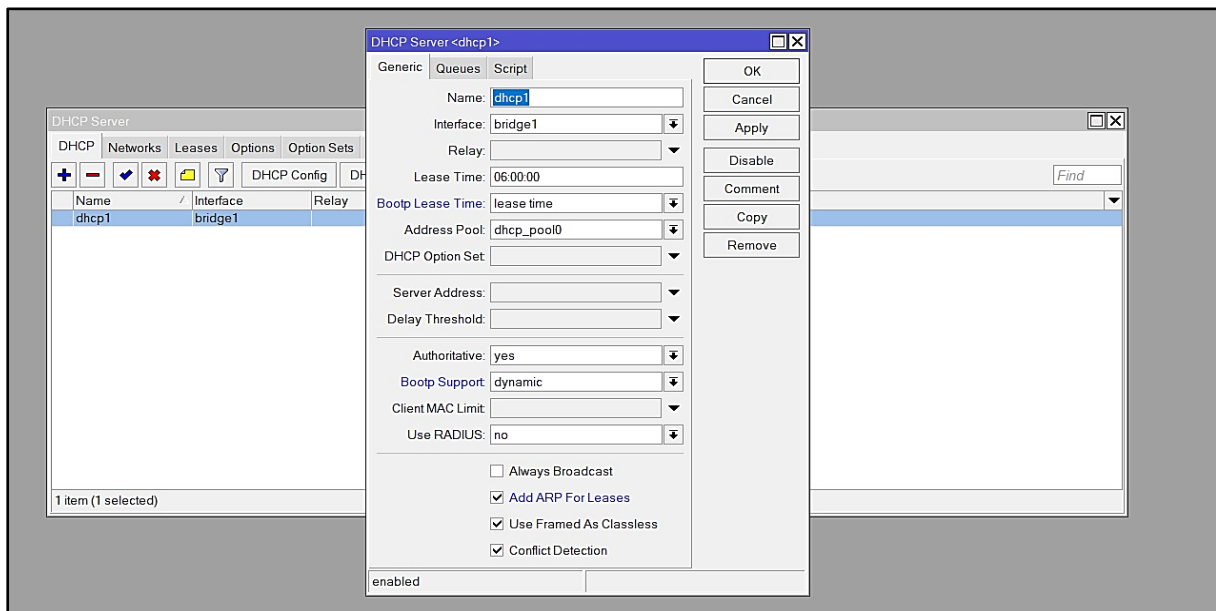 DHCP Server <dhcp1>
Generic Queues Script
Name: dhcp1
Interface: bridge1
Relay:
Lease Time: 06:00:00
Bootp Lease Time: lease time
Address Pool: dhcp_pool0
DHCP Option Set:
Server Address:
Delay Threshold:
Authoritative: yes
Bootp Support: dynamic
Client MAC Limit:
Use RADIUS: no
Always Broadcast
Add ARP For Leases
Use Framed As Classless
Conflict Detection
enabled
OK
Cancel
Apply
Disable
Comment
Copy
Remove
DHCP Server
DHCP Networks Leases Options Option Sets
DHCP Config DH Find
Name Interface Relay
dhcp1 bridge1
1 item (1 selected)